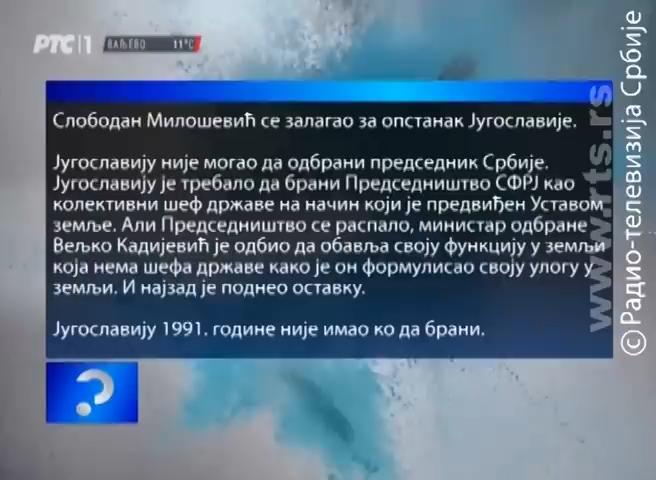 РТС 1
ВАЉЕВО 11°C
Слободан Милошевић се залагао за опстанак Југославије.
Југославију није могао да одбрани председник Србије.
Југославију је требало да брани Председништво СФРЈ као
колективни шеф државе на начин који је предвиђен Уставом
земље. Али Председништво се распало, министар одбране
Вељко Кадијевић је одбио да обавља своју функцију у земљи
која нема шефа државе како је он формулисао своју улогу у
земљи. И најзад је поднео оставку.
Југославију 1991. године није имао ко да брани.
?
www.rts.rs
© Радио-телевизија Србије